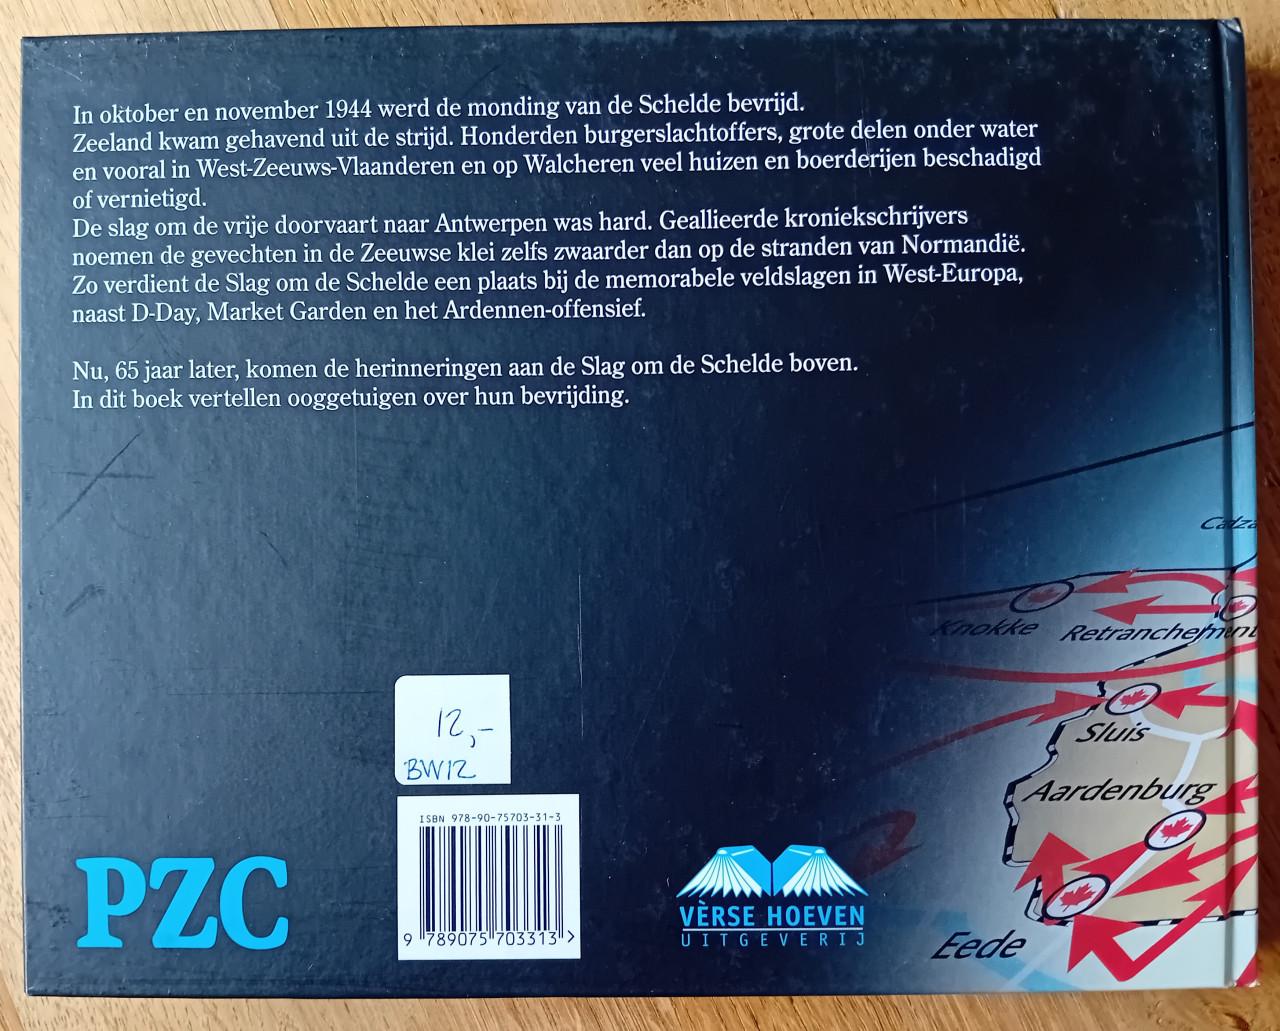 In oktober en november 1944 werd de monding van de Schelde bevrijd.
Zeeland kwam gehavend uit de strijd. Honderden burgerslachtoffers, grote delen onder water
en vooral in West-Zeeuws-Vlaanderen en op Walcheren veel huizen en boerderijen beschadigd
of vernietigd.
De slag om de vrije doorvaart naar Antwerpen was hard. Geallieerde kroniekschrijvers
noemen de gevechten in de Zeeuwse klei zelfs zwaarder dan op de stranden van Normandië.
Zo verdient de Slag om de Schelde een plaats bij de memorabele veldslagen in West-Europa,
naast D-Day, Market Garden en het Ardennen-offensief.
Nu, 65 jaar later, komen de herinneringen aan de Slag om de Schelde boven.
In dit boek vertellen ooggetuigen over hun bevrijding.
Cadza
Knokke
Retranchement
Sluis
Aardenburg
Eede
12,-
BW12
ISBN 978-90-75703-31-3
9 789075 703313 >
PZC
VÈRSE HOEVEN
UITGEVERIJ